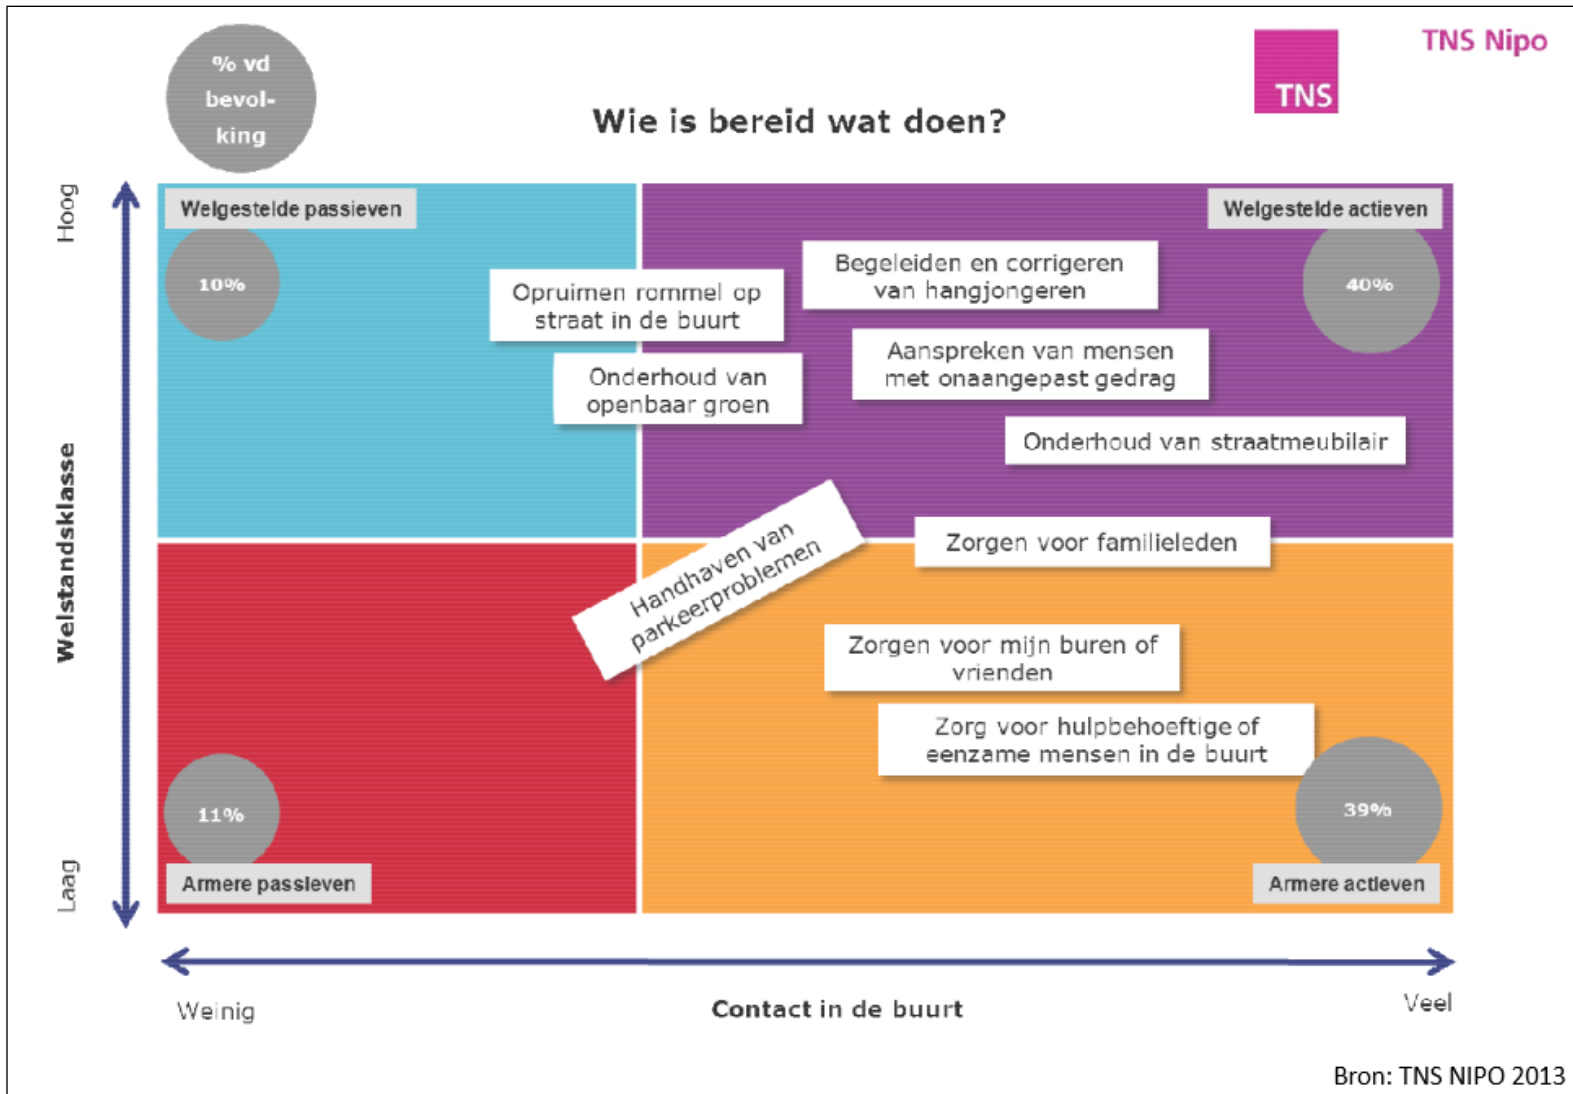 % vd
bevol-
king
TNS
TNS Nipo
Wie is bereid wat doen?
Hoog
Welstandsklasse
Laag
Welgestelde passieven
10%
Welgestelde actieven
40%
Opruimen rommel op
straat in de buurt
Begeleiden en corrigeren
van hangjongeren
Onderhoud van
openbaar groen
Aanspreken van mensen
met onaangepast gedrag
Onderhoud van straatmeubilair
Handhaven van
parkeerproblemen
Zorgen voor familieleden
Zorgen voor mijn buren of
vrienden
Zorg voor hulpbehoeftige of
eenzame mensen in de buurt
11%
Armere passieven
39%
Armere actieven
Weinig
Contact in de buurt
Veel
Bron: TNS NIPO 2013